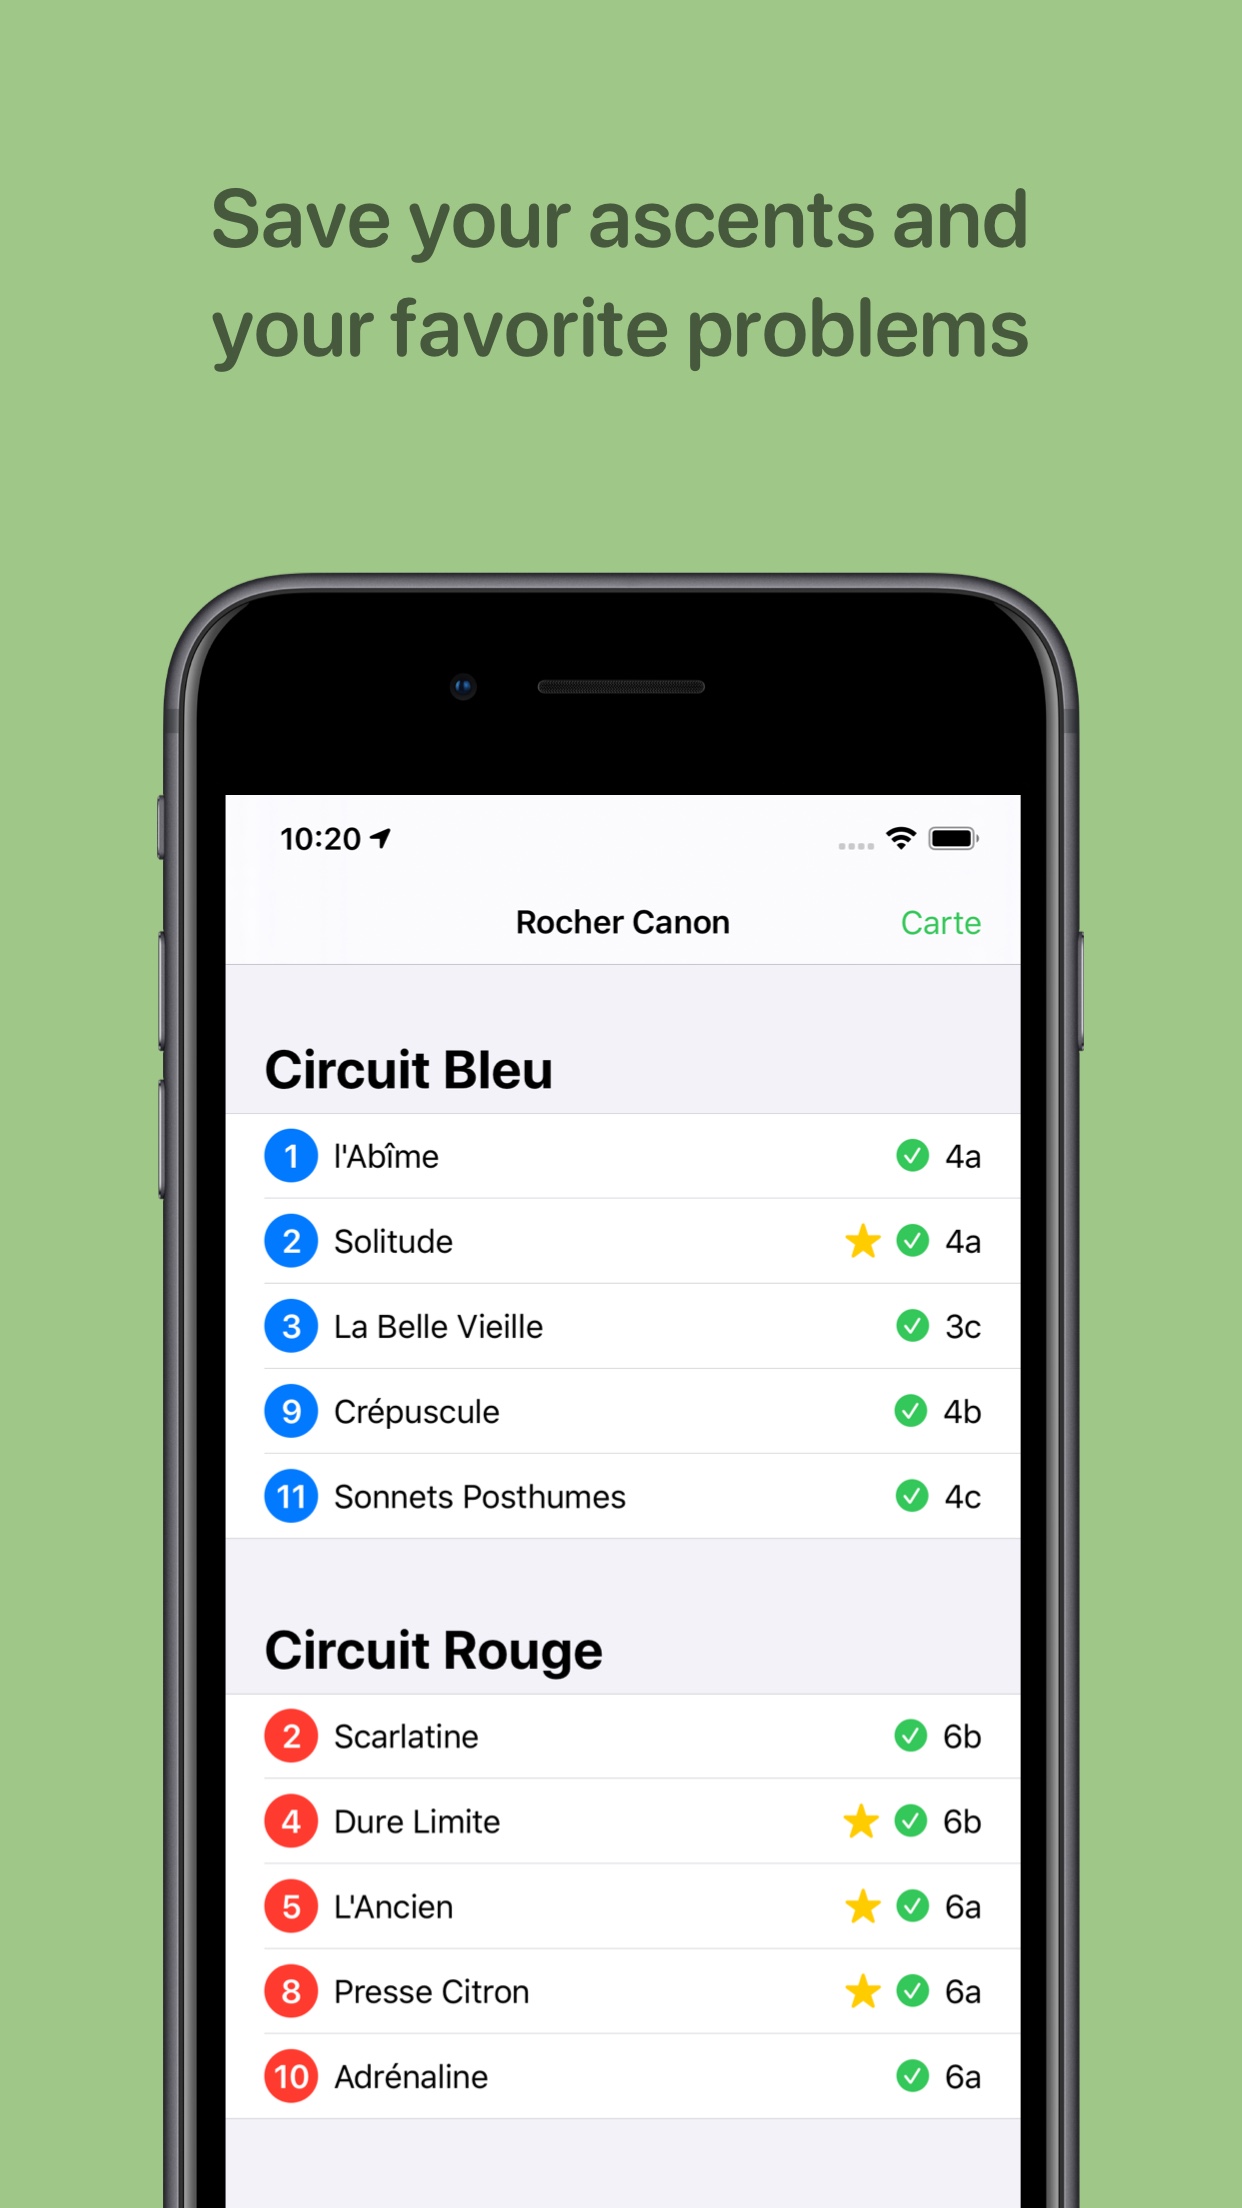 Save your ascents and
your favorite problems
10:20
Rocher Canon
Carte
Circuit Bleu
1 l'Abîme 4a
2 Solitude 4a
3 La Belle Vieille 3c
9 Crépuscule 4b
11 Sonnets Posthumes 4c
Circuit Rouge
2 Scarlatine 6b
4 Dure Limite 6b
5 L'Ancien 6a
8 Presse Citron 6a
10 Adrénaline 6a